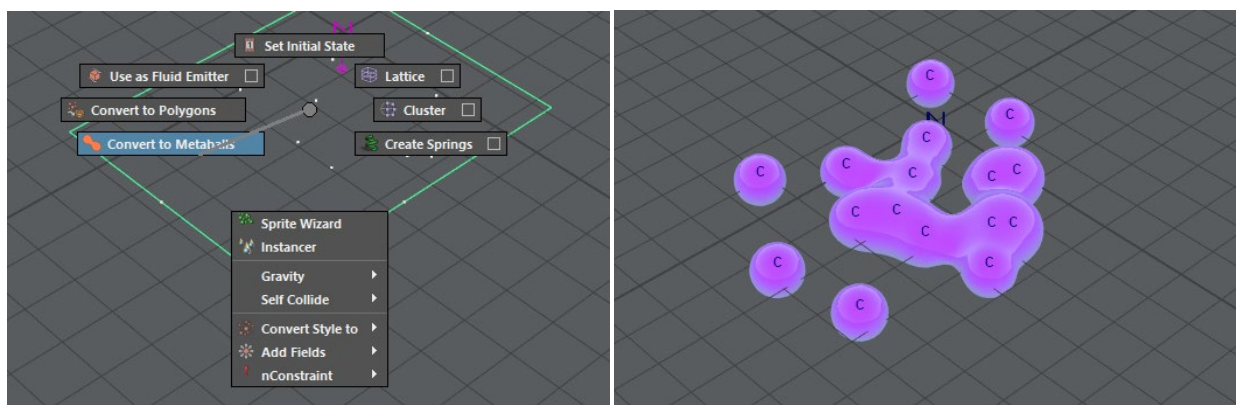 Set Initial State
Use as Fluid Emitter
Lattice
Convert to Polygons
Cluster
Convert to Metaballs
Create Springs
Sprite Wizard
Instancer
Gravity
Self Collide
Convert Style to
Add Fields
nConstraint
N
C
C
C
C
C
C
C C
C C C C
C
C C
C